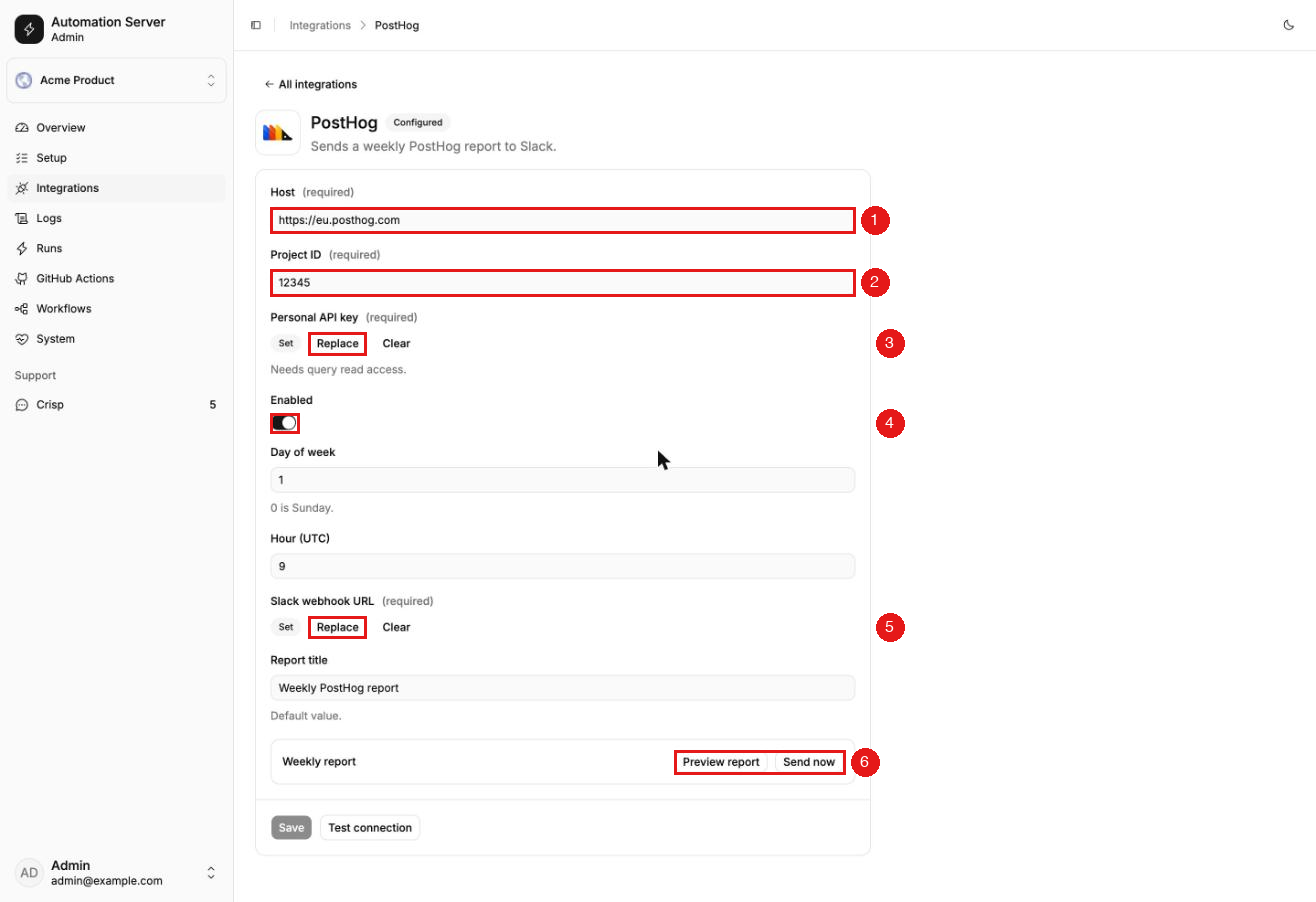 Automation Server
Admin
Acme Product
Overview
Setup
Integrations
Logs
Runs
GitHub Actions
Workflows
System
Support
Crisp 5
AD
Admin
admin@example.com
Integrations > PostHog
← All integrations
PostHog Configured
Sends a weekly PostHog report to Slack.
Host (required)
https://eu.posthog.com 1
Project ID (required)
12345 2
Personal API key (required)
Set Replace Clear 3
Needs query read access.
Enabled
4
Day of week
1
0 is Sunday.
Hour (UTC)
9
Slack webhook URL (required)
Set Replace Clear 5
Report title
Weekly PostHog report
Default value.
Weekly report Preview report Send now 6
Save Test connection